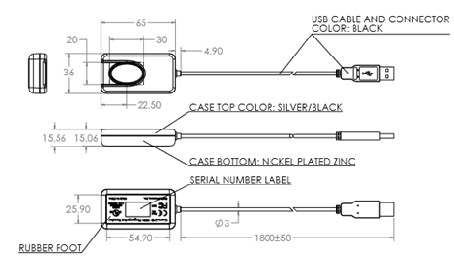 65
USB CABLE AND CONNECTOR
COLOR: BLACK
20
30
4.90
36
22.50
CASE TOP COLOR: SILVER/BLACK
15.56
15.06
CASE BOTTOM: NICKEL PLATED ZINC
SERIAL NUMBER LABEL
25.90
Ø3
54.90
1800±50
RUBBER FOOT